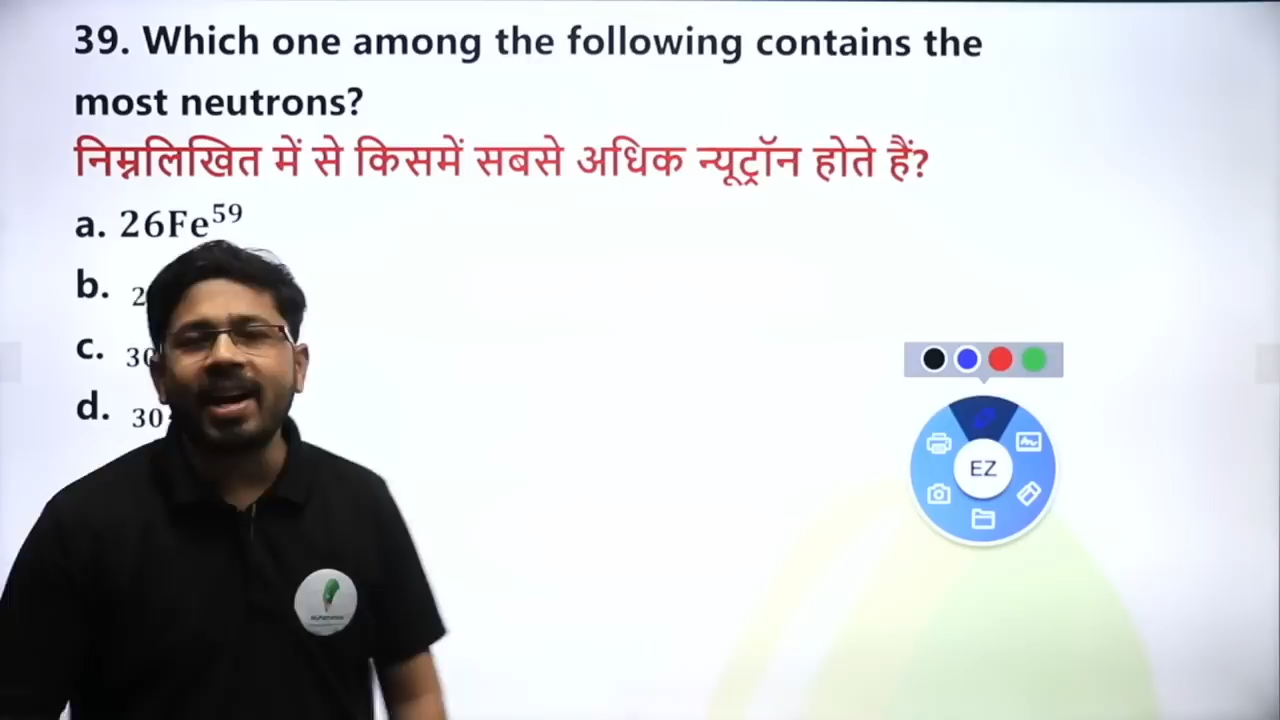 39. Which one among the following contains the
most neutrons?
निम्नलिखित में से किसमें सबसे अधिक न्यूट्रॉन होते हैं?
a. 26Fe⁵⁹
b. 2
c. 30
d. 30
EZ